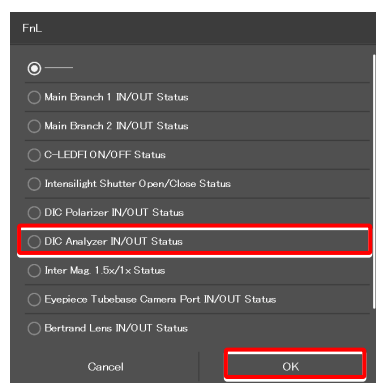 FnL
Main Branch 1 IN/OUT Status
Main Branch 2 IN/OUT Status
C-LEDFI ON/OFF Status
Intensilight Shutter Open/Close Status
DIC Polarizer IN/OUT Status
DIC Analyzer IN/OUT Status
Inter Mag. 1.5x/1x Status
Eyepiece Tubebase Camera Port IN/OUT Status
Bertrand Lens IN/OUT Status
Cancel OK